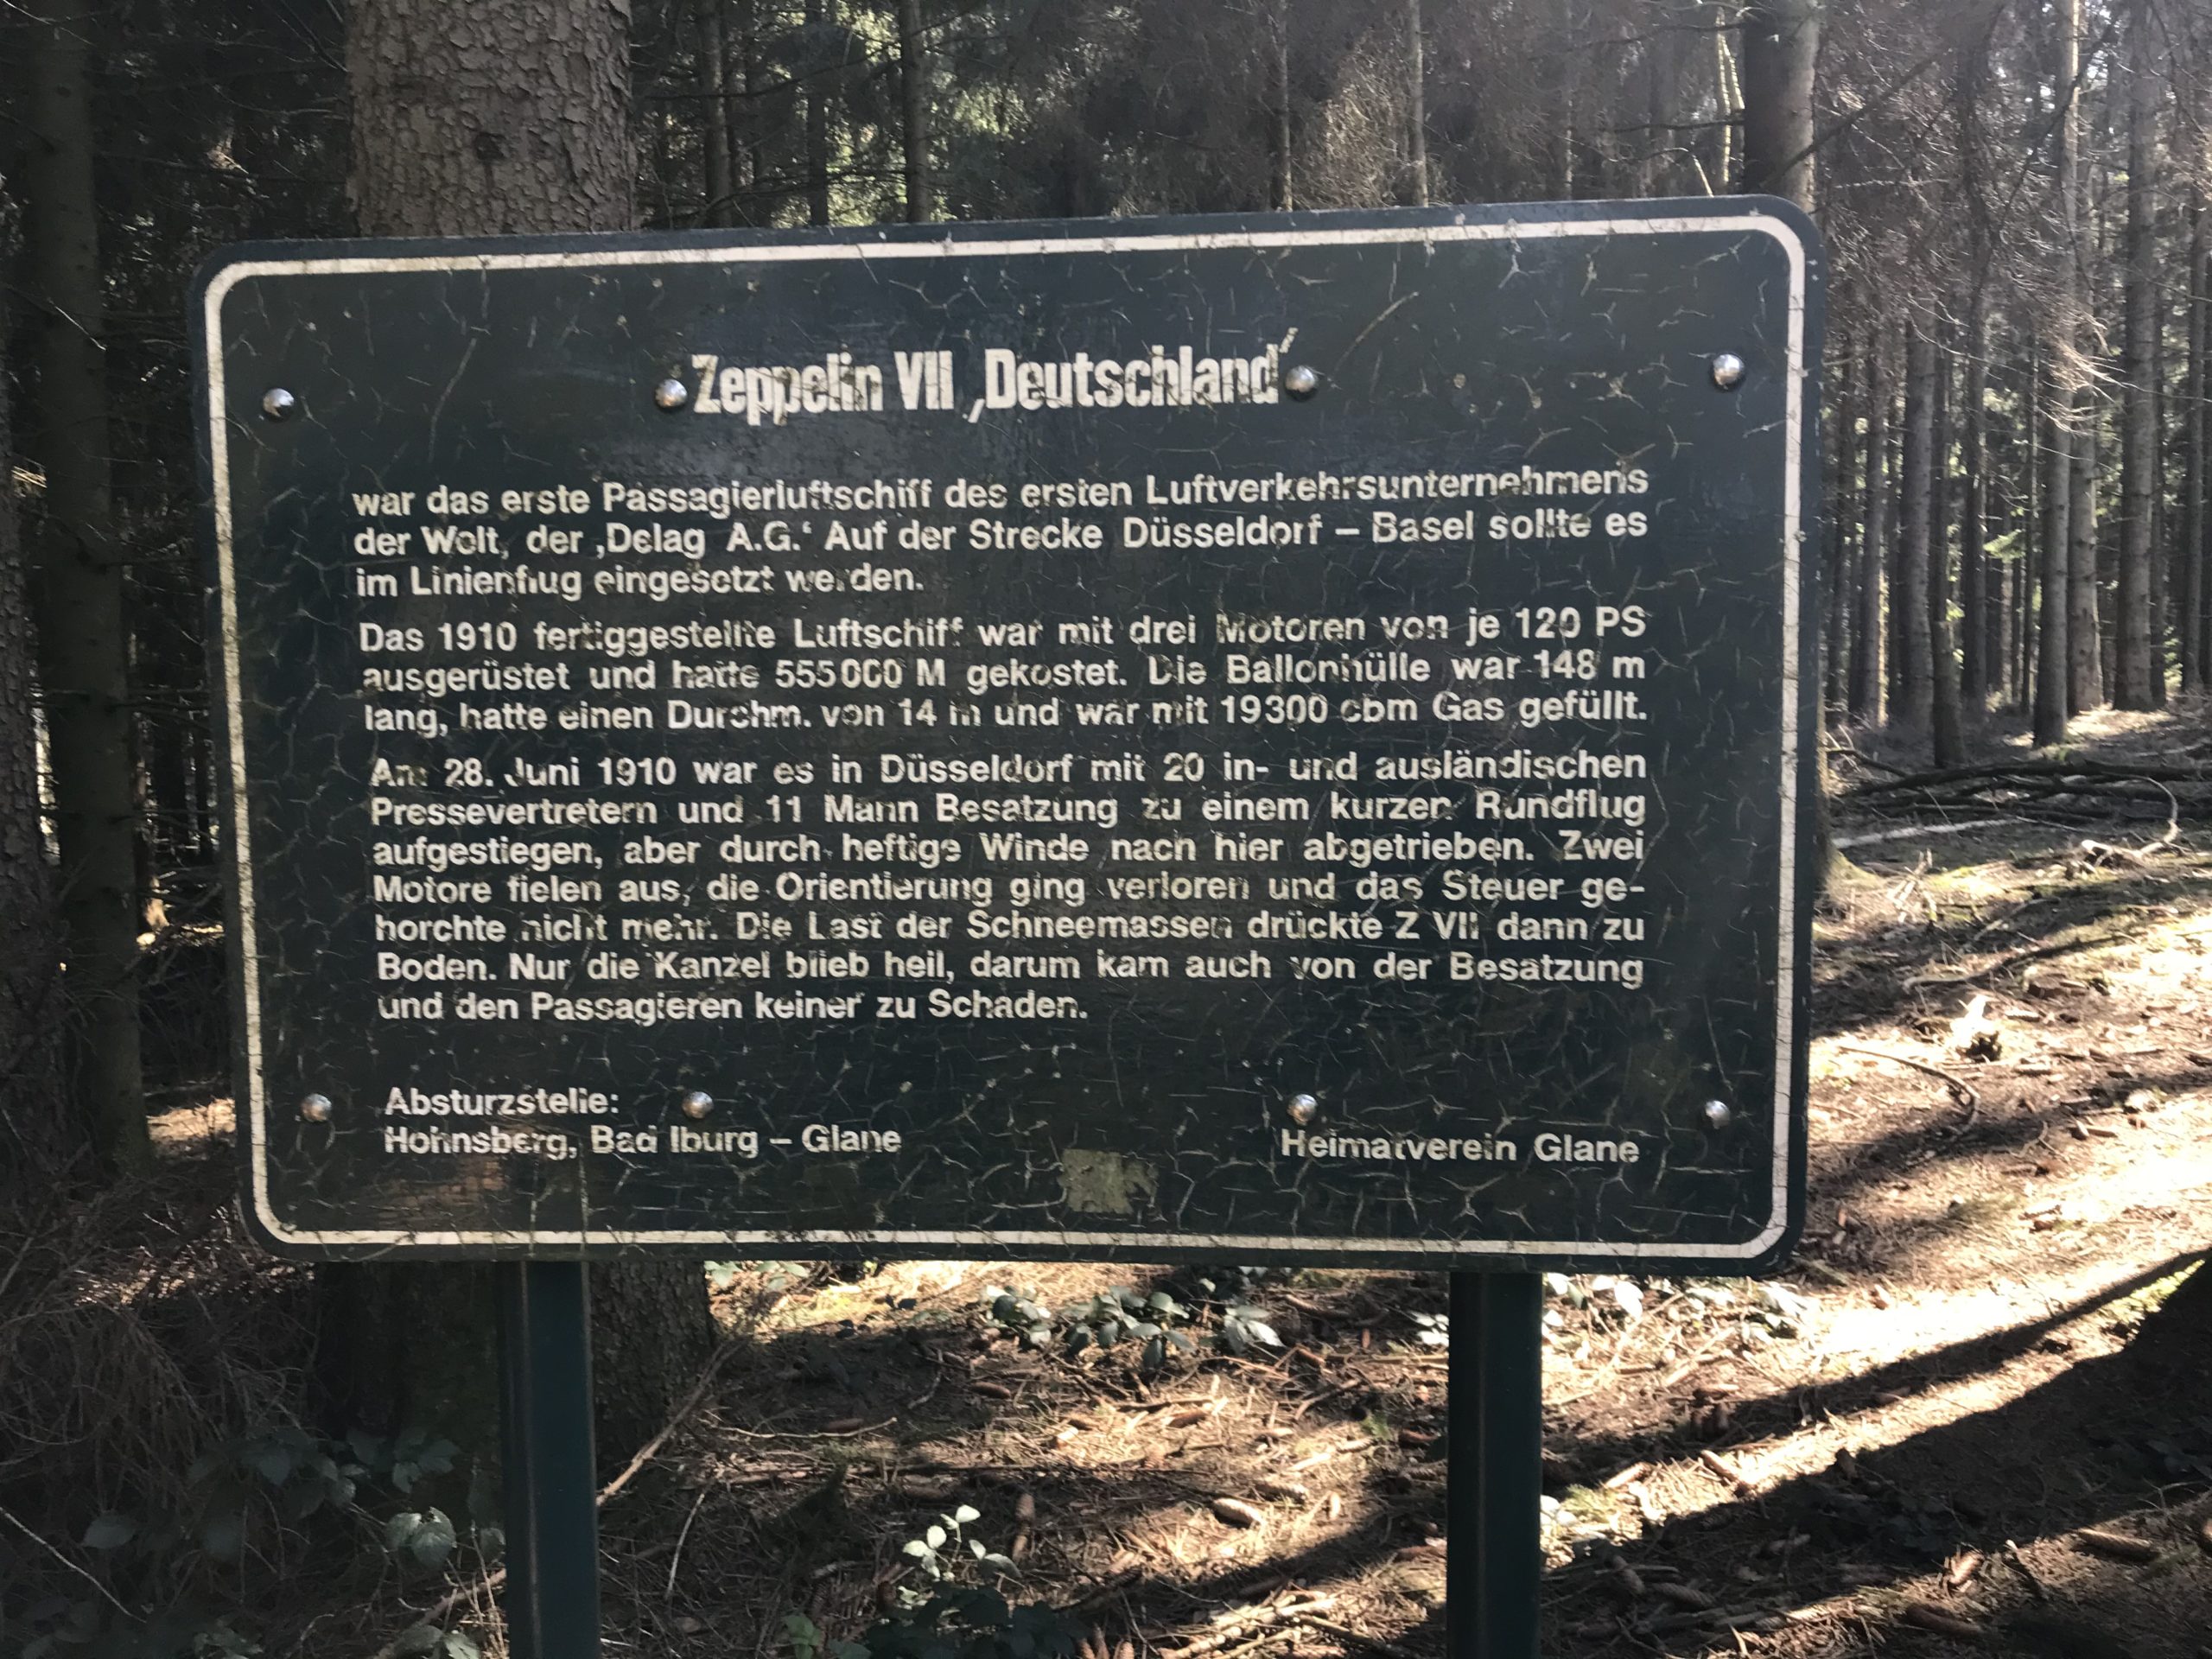 Zeppelin VII ‚Deutschland‘
war das erste Passagierluftschiff des ersten Luftverkehrsunternehmens
der Welt, der ‚Delag A.G.‘ Auf der Strecke Düsseldorf – Basel sollte es
im Linienflug eingesetzt werden.
Das 1910 fertiggestellte Luftschiff war mit drei Motoren von je 120 PS
ausgerüstet und hatte 555000 M gekostet. Die Ballonhülle war 148 m
lang, hatte einen Durchm. von 14 m und war mit 19300 cbm Gas gefüllt.
Am 28. Juni 1910 war es in Düsseldorf mit 20 in- und ausländischen
Pressevertretern und 11 Mann Besatzung zu einem kurzen Rundflug
aufgestiegen, aber durch heftige Winde nach hier abgetrieben. Zwei
Motore fielen aus, die Orientierung ging verloren und das Steuer ge-
horchte nicht mehr. Die Last der Schneemassen drückte Z VII dann zu
Boden. Nur die Kanzel blieb heil, darum kam auch von der Besatzung
und den Passagieren keiner zu Schaden.
Absturzstelle:
Hohnsberg, Bad Iburg – Glane
Heimatverein Glane